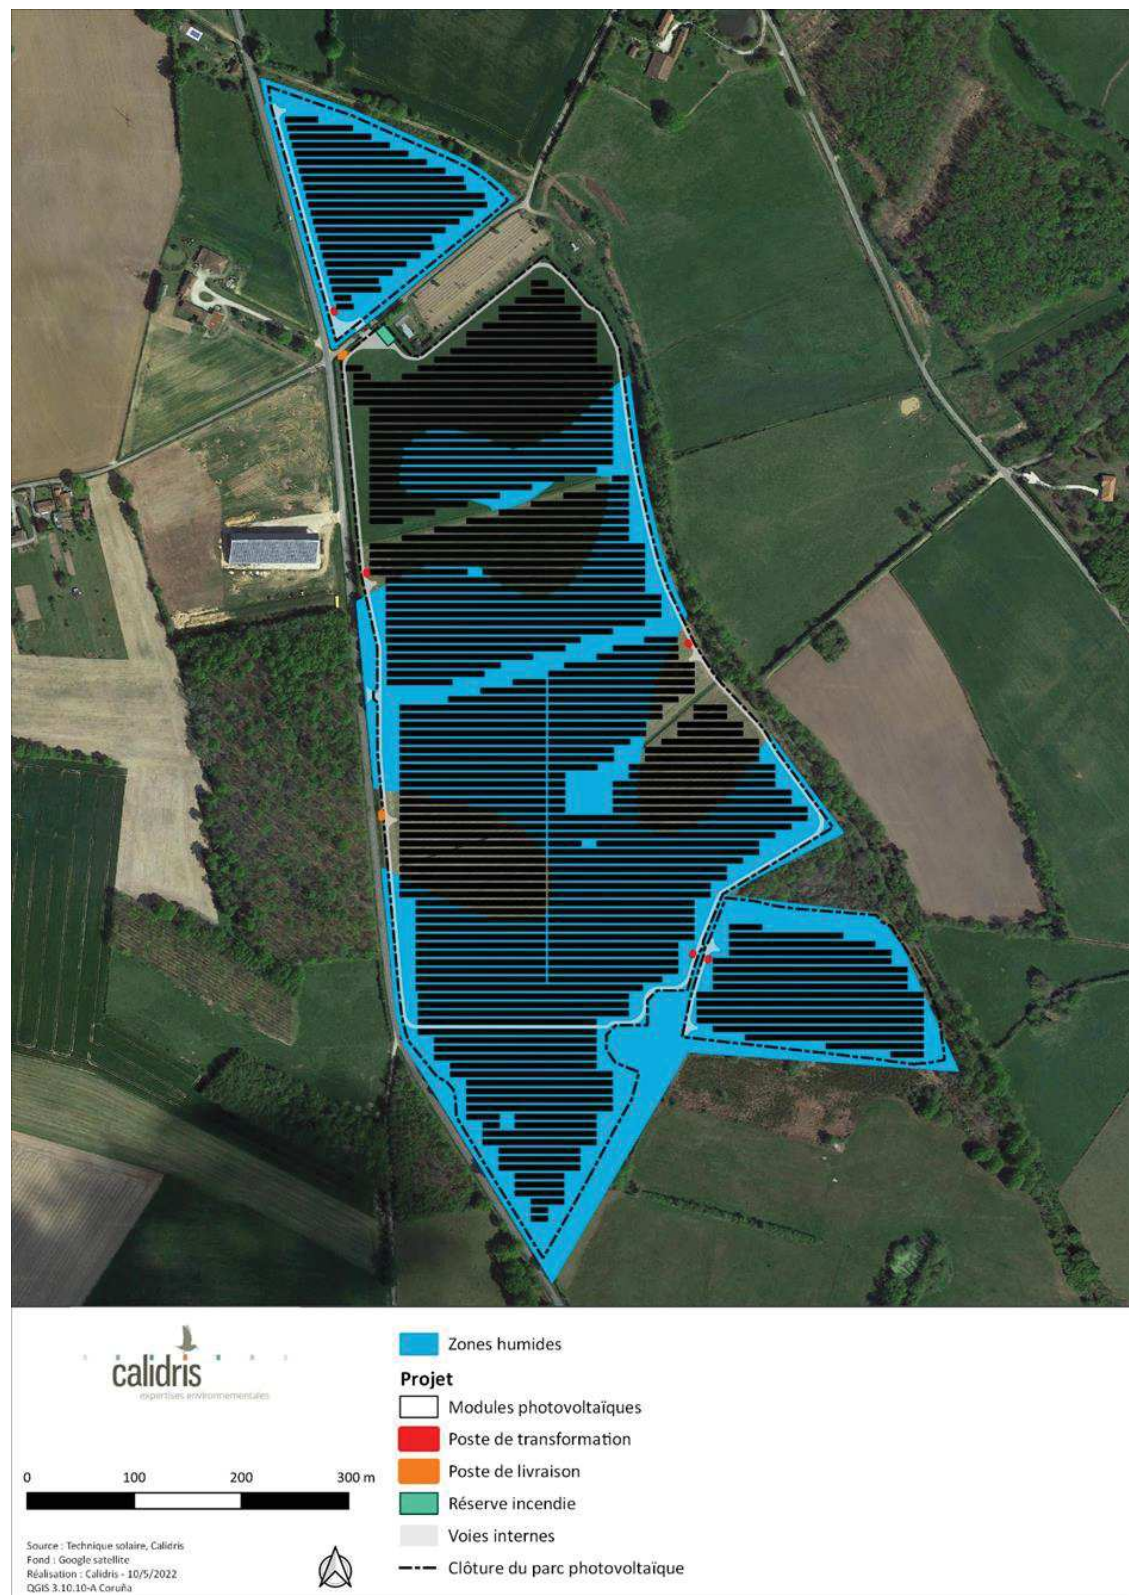 calidris
expertises environnementales
0 100 200 300 m
Source : Technique solaire, Calidris
Fond : Google satellite
Réalisation : Calidris - 10/5/2022
QGIS 3.10.10-A Coruña
Zones humides
Projet
Modules photovoltaïques
Poste de transformation
Poste de livraison
Réserve incendie
Voies internes
Clôture du parc photovoltaïque